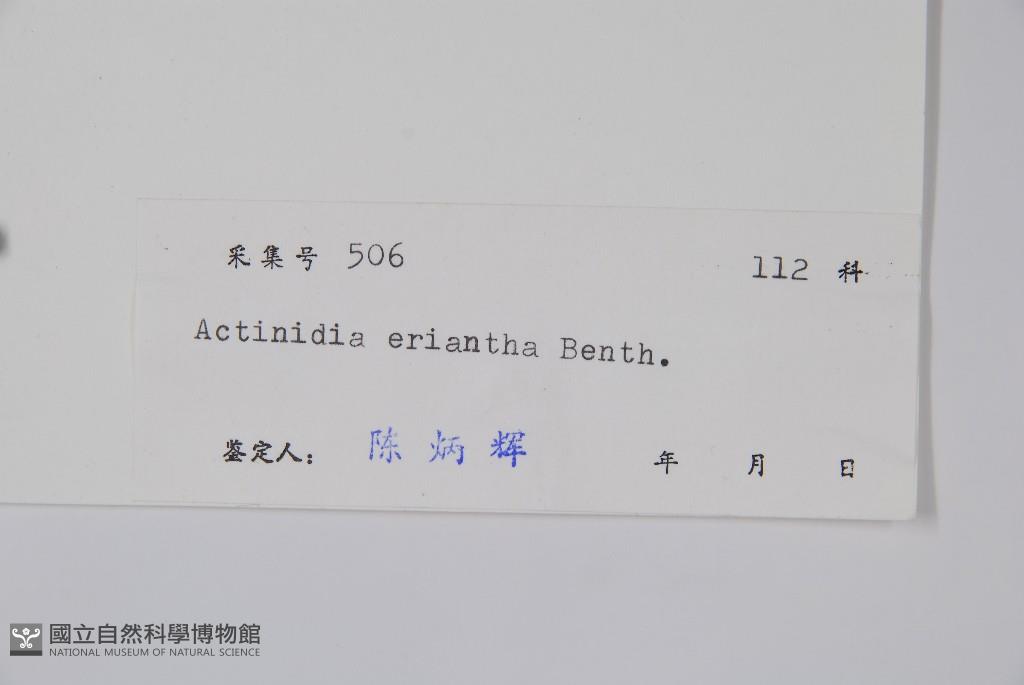 采集号 506 112 科
Actinidia eriantha Benth.
鉴定人: 陈炳辉 年 月 日
國立自然科學博物館
NATIONAL MUSEUM OF NATURAL SCIENCE